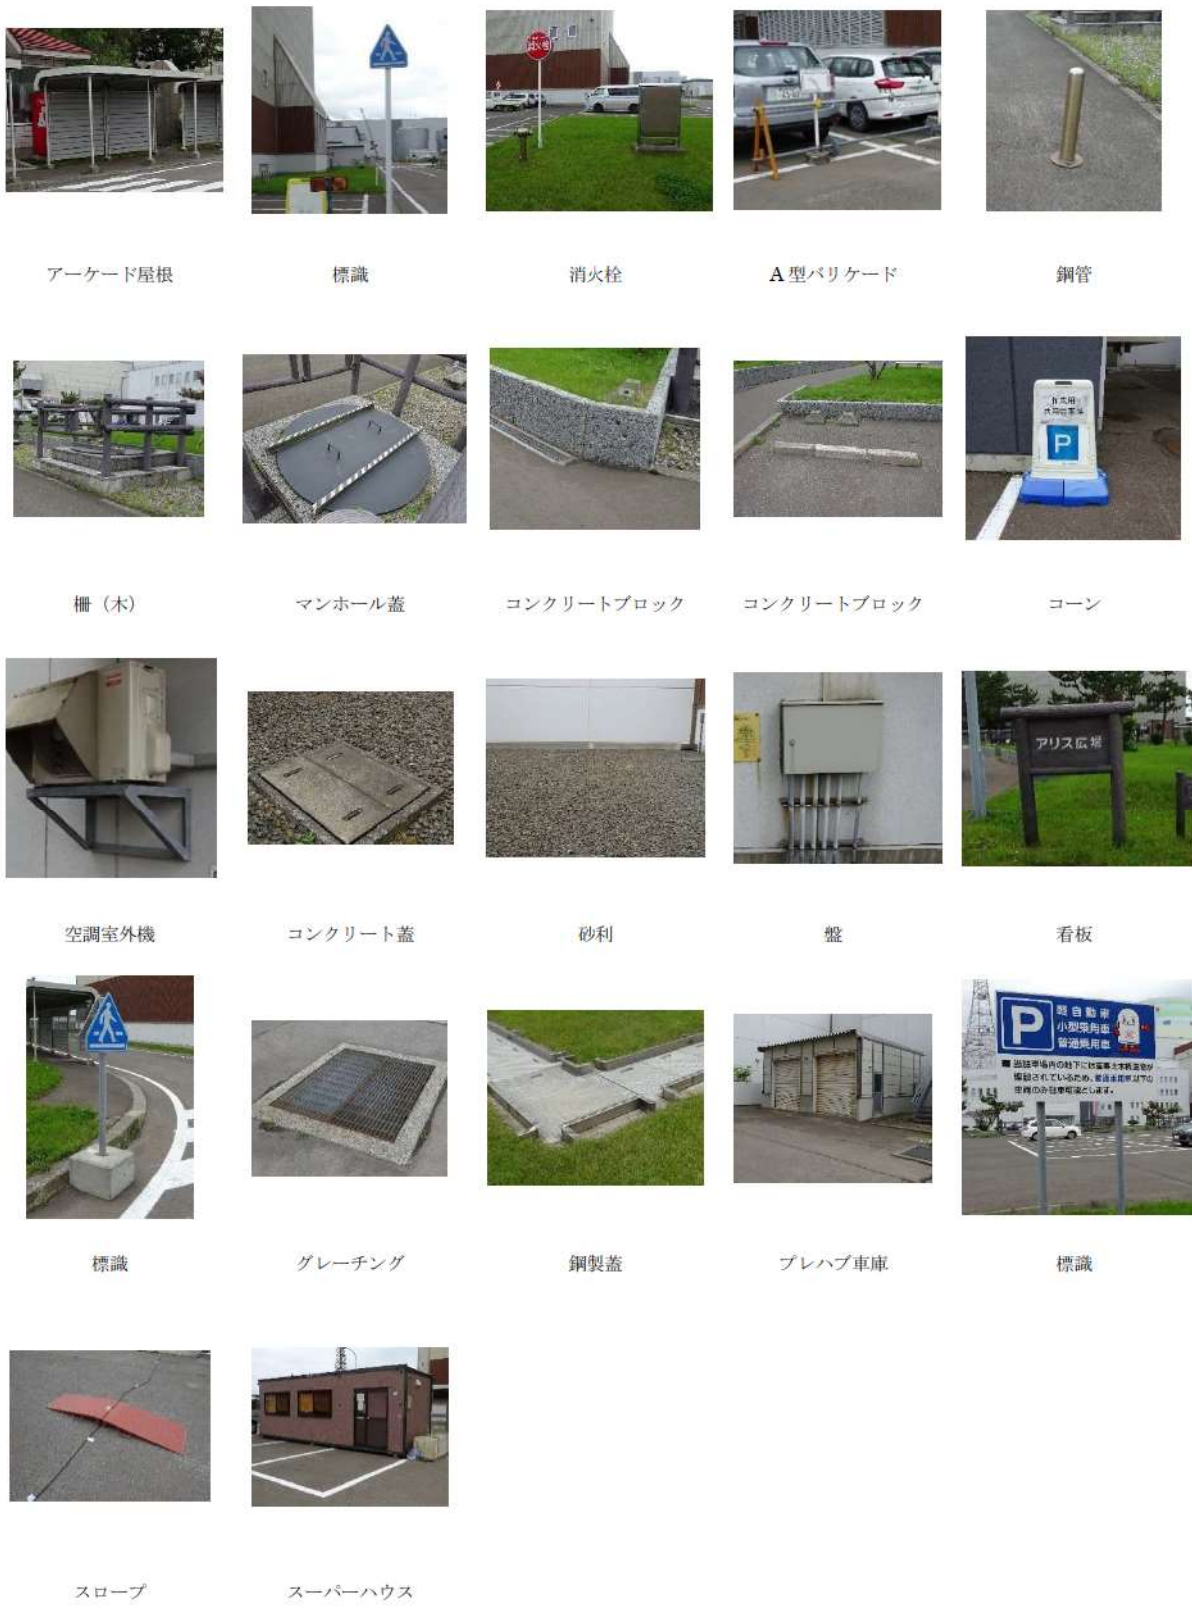 消火栓
アーケード屋根
標識
消火栓
A型バリケード
鋼管
P
柵（木）
マンホール蓋
コンクリートブロック
コンクリートブロック
コーン
アリス広場
空調室外機
コンクリート蓋
砂利
盤
看板
P
軽自動車
小型乗用車
普通乗用車
標識
グレーチング
鋼製蓋
プレハブ車庫
標識
スロープ
スーパーハウス